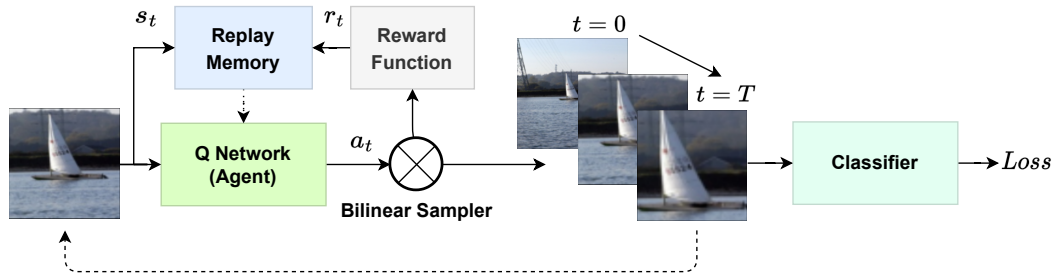 s_t
r_t
t = 0
Replay
Memory
Reward
Function
t = T
Q Network
(Agent)
a_t
Classifier
Loss
Bilinear Sampler